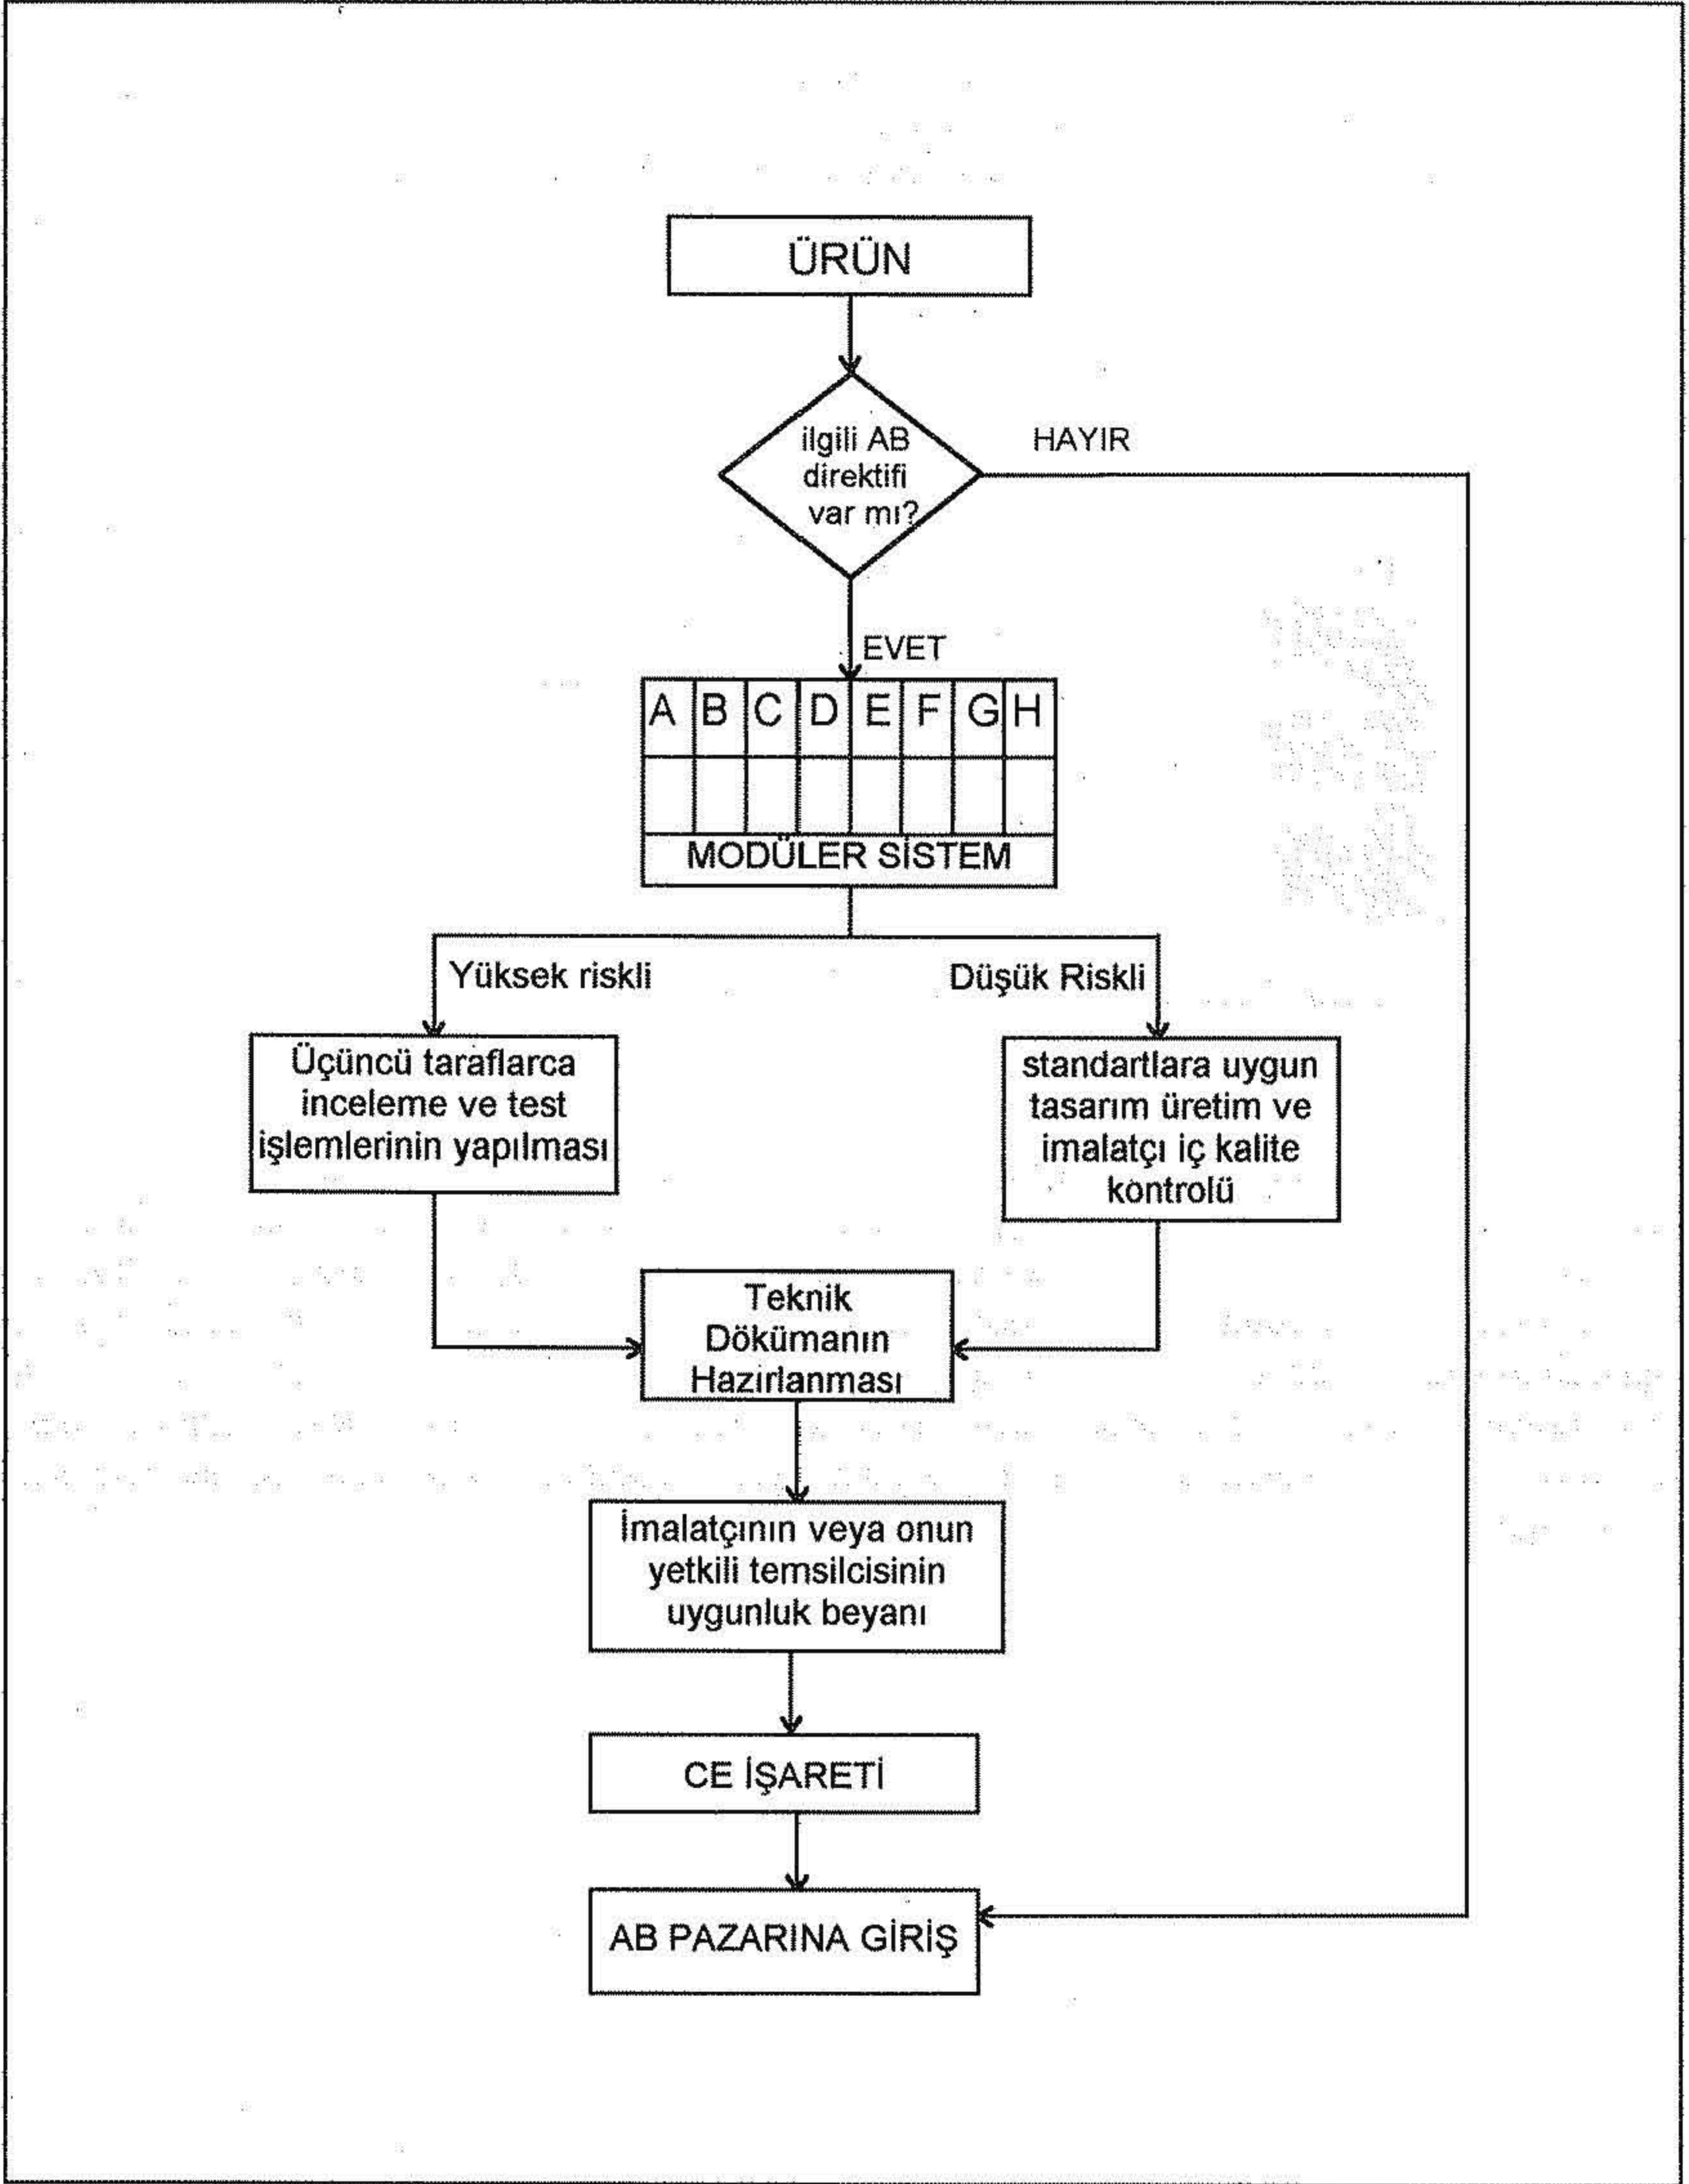 ÜRÜN
ilgili AB
direktifi
var mı?
HAYIR
EVET
A B C D E F G H
MODÜLER SİSTEM
Yüksek riskli
Düşük Riskli
Üçüncü taraflarca
inceleme ve test
işlemlerinin yapılması
standartlara uygun
tasarım üretim ve
imalatçı iç kalite
kontrolü
Teknik
Dökümanın
Hazırlanması
İmalatçının veya onun
yetkili temsilcisinin
uygunluk beyanı
CE İŞARETİ
AB PAZARINA GİRİŞ